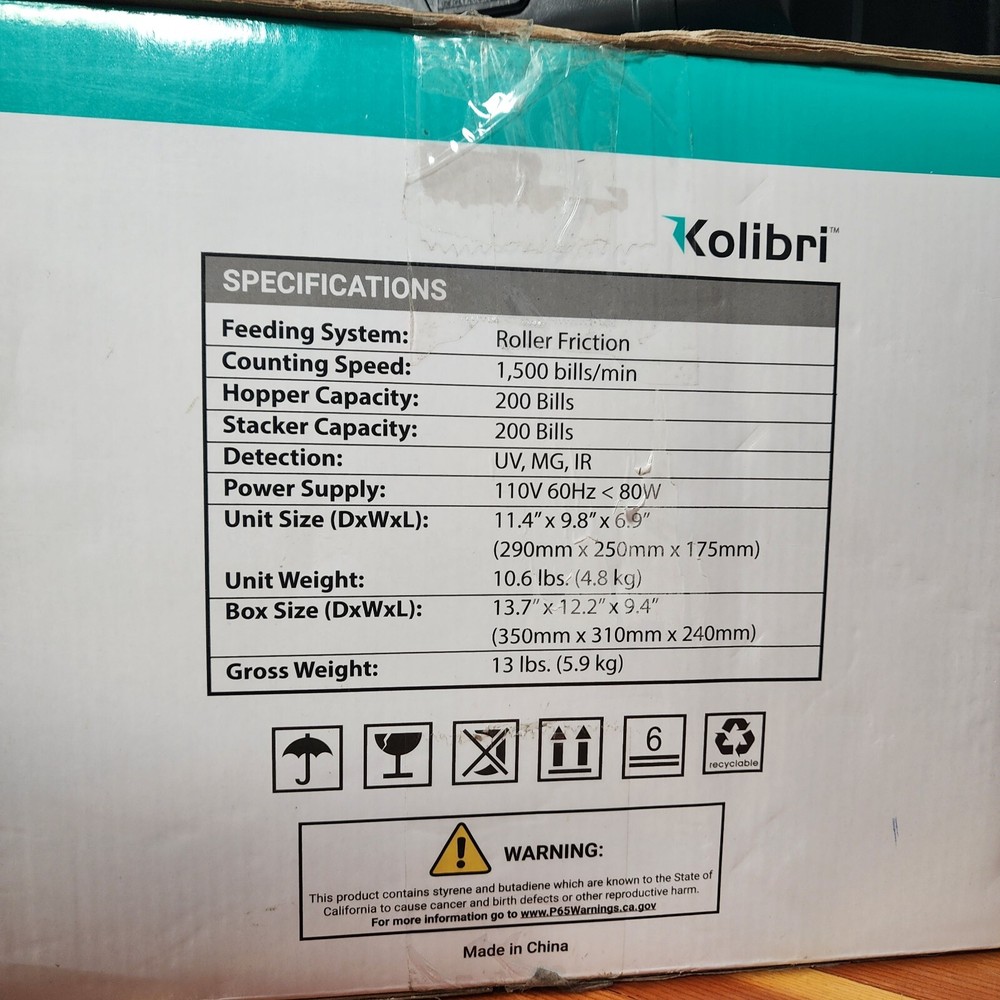 Kolibri™
SPECIFICATIONS
Feeding System: Roller Friction
Counting Speed: 1,500 bills/min
Hopper Capacity: 200 Bills
Stacker Capacity: 200 Bills
Detection: UV, MG, IR
Power Supply: 110V 60Hz < 80W
Unit Size (DxWxL): 11.4” x 9.8” x 6.9”
(290mm x 250mm x 175mm)
Unit Weight: 10.6 lbs. (4.8 kg)
Box Size (DxWxL): 13.7” x 12.2” x 9.4”
(350mm x 310mm x 240mm)
Gross Weight: 13 lbs. (5.9 kg)
6
recyclable
WARNING:
This product contains styrene and butadiene which are known to the State of
California to cause cancer and birth defects or other reproductive harm.
For more information go to www.P65Warnings.ca.gov
Made in China